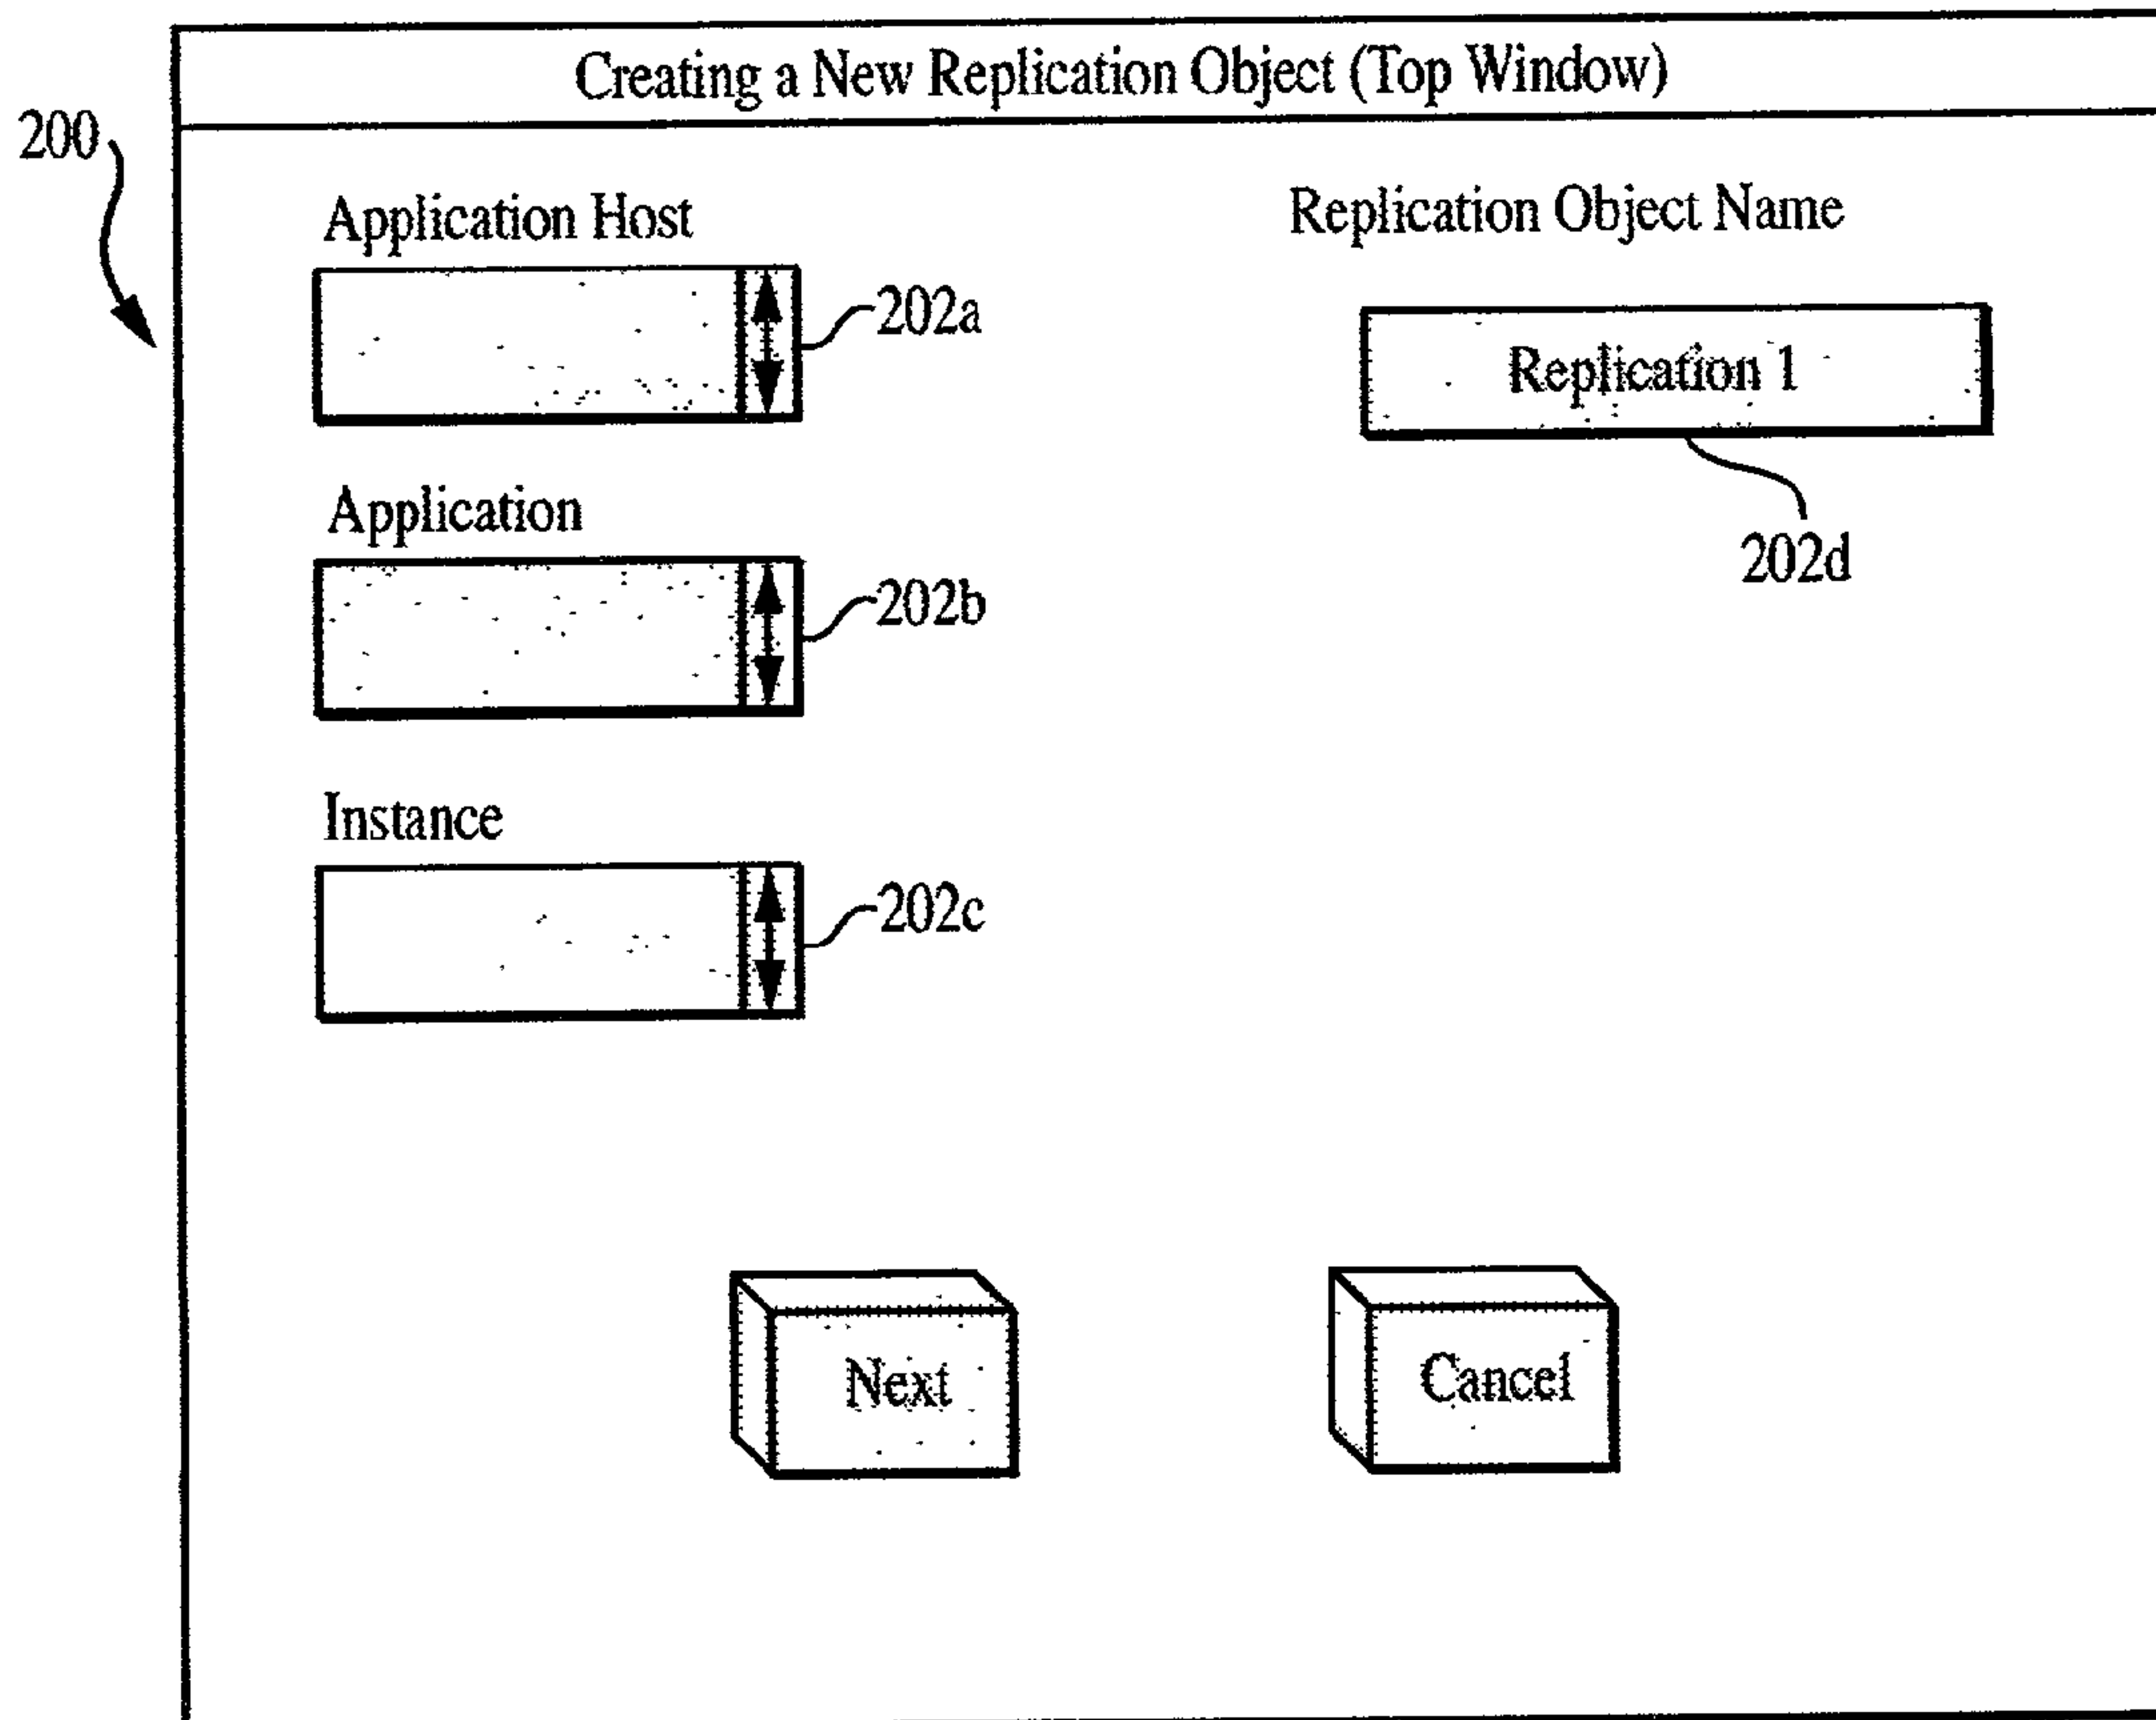 Creating a New Replication Object (Top Window)
200
Application Host
Replication Object Name
202a
Replication 1
Application
202d
202b
Instance
202c
Next
Cancel